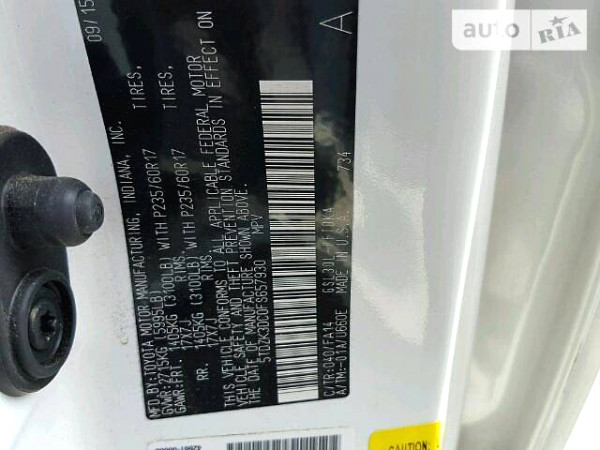 auto RIA
MFD.BY:TOYOTA MOTOR MANUFACTURING, INDIANA, INC. 09/15
GVWR:2715KG (5995LB)
GAWR:FRT. 1405KG (3100LB) WITH P235/60R17 TIRES,
17X7J RIMS,
RR. 1405KG (3100LB) WITH P235/60R17 TIRES,
17X7J RIMS,
THIS VEHICLE CONFORMS TO ALL APPLICABLE FEDERAL MOTOR
VEHICLE SAFETY AND THEFT PREVENTION STANDARDS IN EFFECT ON
THE DATE OF MANUFACTURE SHOWN ABOVE.
5TDZK3DC0FS657930 MPV
A
C/TR:040/FA14 GSL30L-PFTDKA
A/TM:-01A/U660E MADE IN U.S.A. 734
CAUTION: